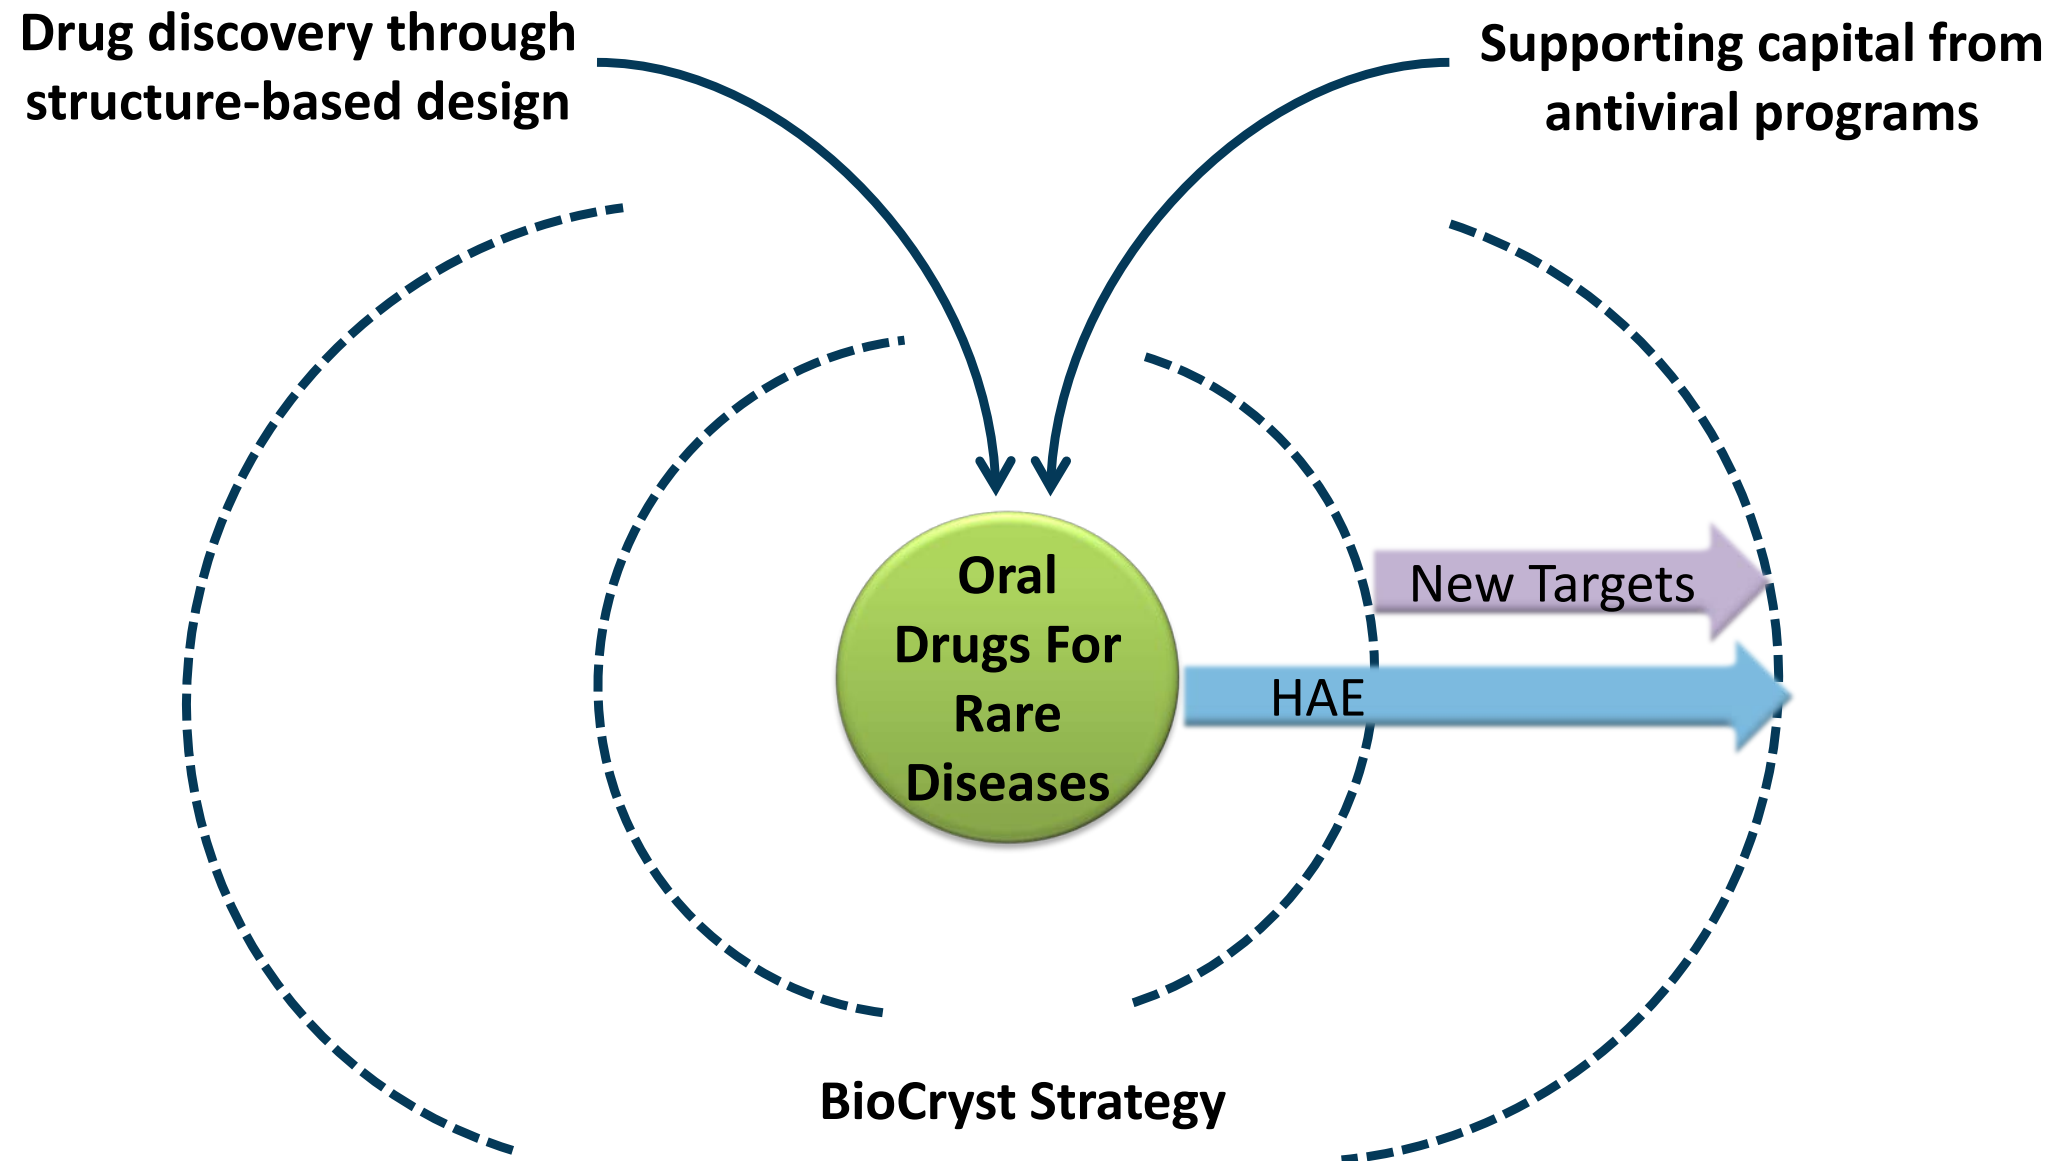 Drug discovery through
structure-based design
Supporting capital from
antiviral programs
Oral
Drugs For
Rare
Diseases
New Targets
HAE
BioCryst Strategy